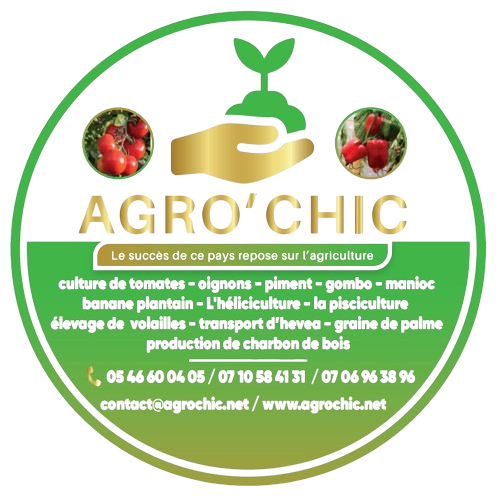 AGRO'CHIC
Le succès de ce pays repose sur l'agriculture
culture de tomates - oignons - piment - gombo - manioc
banane plantain - L'héliciculture - la pisciculture
élevage de volailles - transport d'hevea - graine de palme
production de charbon de bois
05 46 60 04 05 / 07 10 58 41 31 / 07 06 96 38 96
contact@agrochic.net / www.agrochic.net